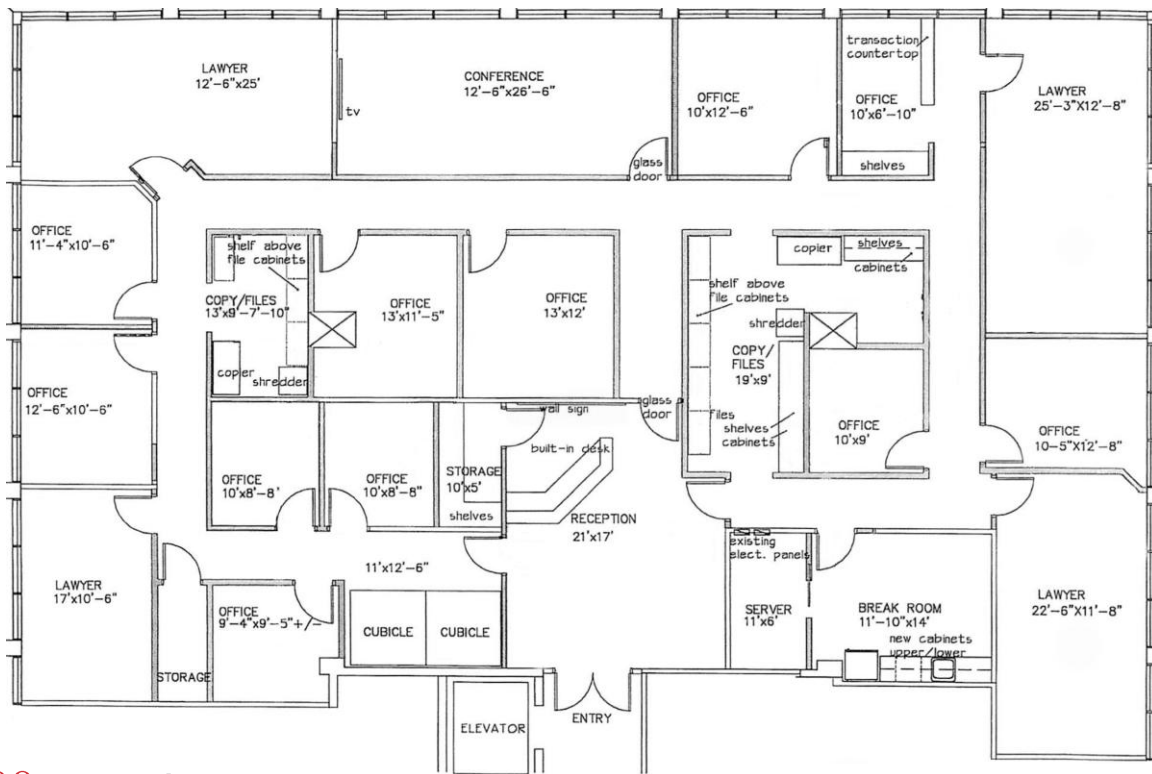 LAWYER
12'-6"x25'
tv
CONFERENCE
12'-6"x26'-6"
glass
door
OFFICE
10'x12'-6"
transaction
countertop
OFFICE
10'x6'-10"
shelves
LAWYER
25'-3"X12'-8"
OFFICE
11'-4"x10'-6"
shelf above
file cabinets
COPY/FILES
13'x9'-7'-10"
copier
shredder
OFFICE
13'x11'-5"
OFFICE
13'x12'
copier
shelves
cabinets
shelf above
file cabinets
shredder
COPY/
FILES
19'x9'
files
shelves
cabinets
OFFICE
10'x9'
OFFICE
12'-6"x10'-6"
OFFICE
10'x8'-8'
OFFICE
10'x8'-8"
STORAGE
10'x5'
shelves
wall sign
built-in desk
glass
door
RECEPTION
21'x17'
OFFICE
10-5"X12'-8"
LAWYER
17'x10'-6"
STORAGE
OFFICE
9'-4"x9'-5"+/-
11'x12'-6"
CUBICLE
CUBICLE
existing
elect. panels
SERVER
11'x6'
BREAK ROOM
11'-10"x14'
new cabinets
upper/lower
LAWYER
22'-6"X11'-8"
ELEVATOR
ENTRY